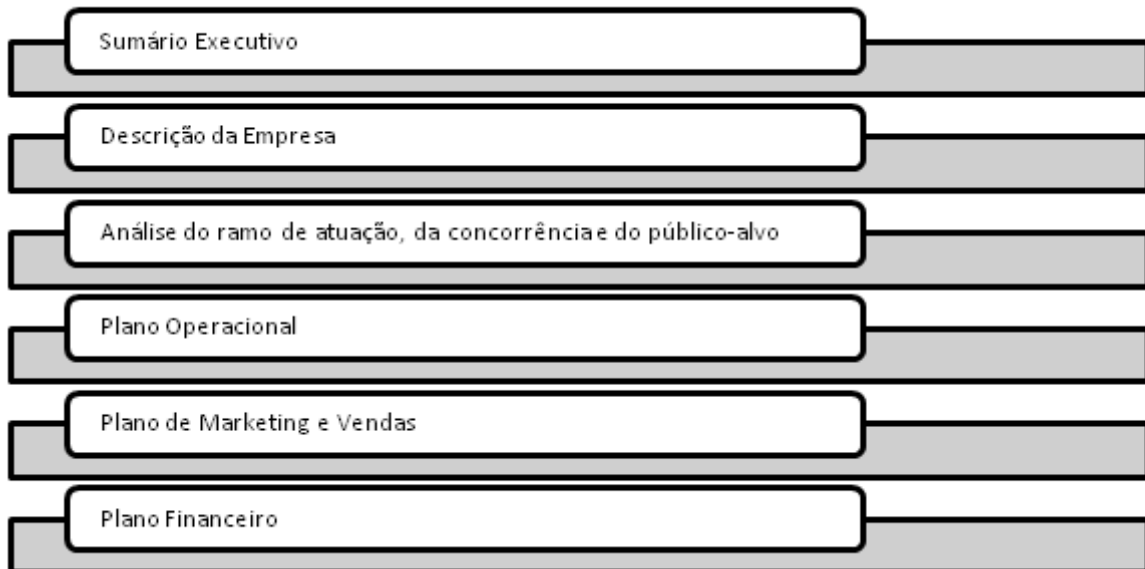 Sumário Executivo
Descrição da Empresa
Análise do ramo de atuação, da concorrência e do público-alvo
Plano Operacional
Plano de Marketing e Vendas
Plano Financeiro